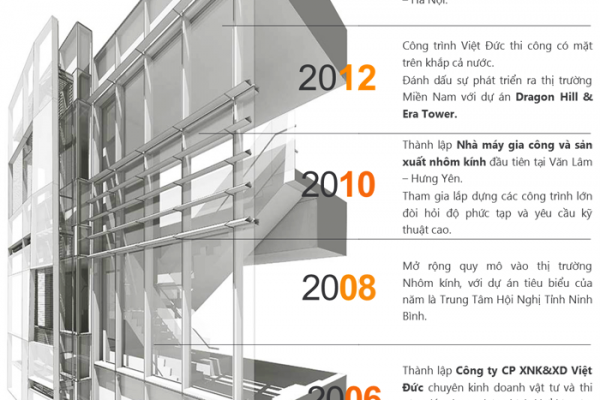 – Hà Nội.
2012
Công trình Việt Đức thi công có mặt
trên khắp cả nước.
Đánh dấu sự phát triển ra thị trường
Miền Nam với dự án Dragon Hill &
Era Tower.
2010
Thành lập Nhà máy gia công và sản
xuất nhôm kính đầu tiên tại Văn Lâm
– Hưng Yên.
Tham gia lắp dựng các công trình lớn
đòi hỏi độ phức tạp và yêu cầu kỹ
thuật cao.
2008
Mở rộng quy mô vào thị trường
Nhôm kính, với dự án tiêu biểu của
năm là Trung Tâm Hội Nghị Tỉnh Ninh
Bình.
2006
Thành lập Công ty CP XNK&XD Việt
Đức chuyên kinh doanh vật tư và thi